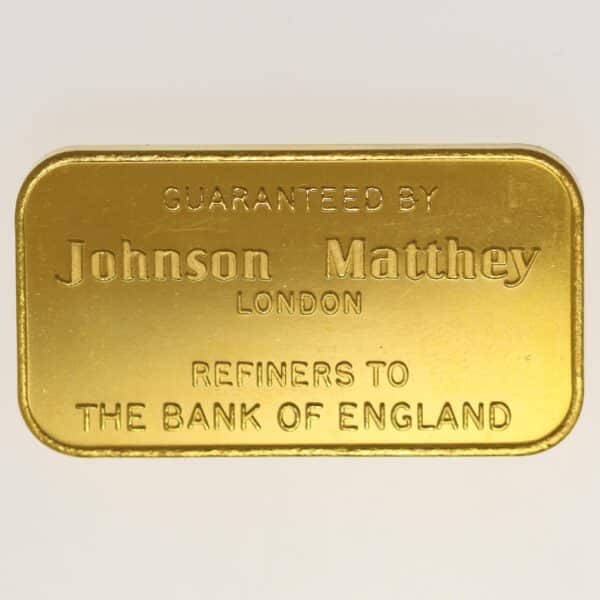 GUARANTEED BY
Johnson Matthey
LONDON
REFINERS TO
THE BANK OF ENGLAND